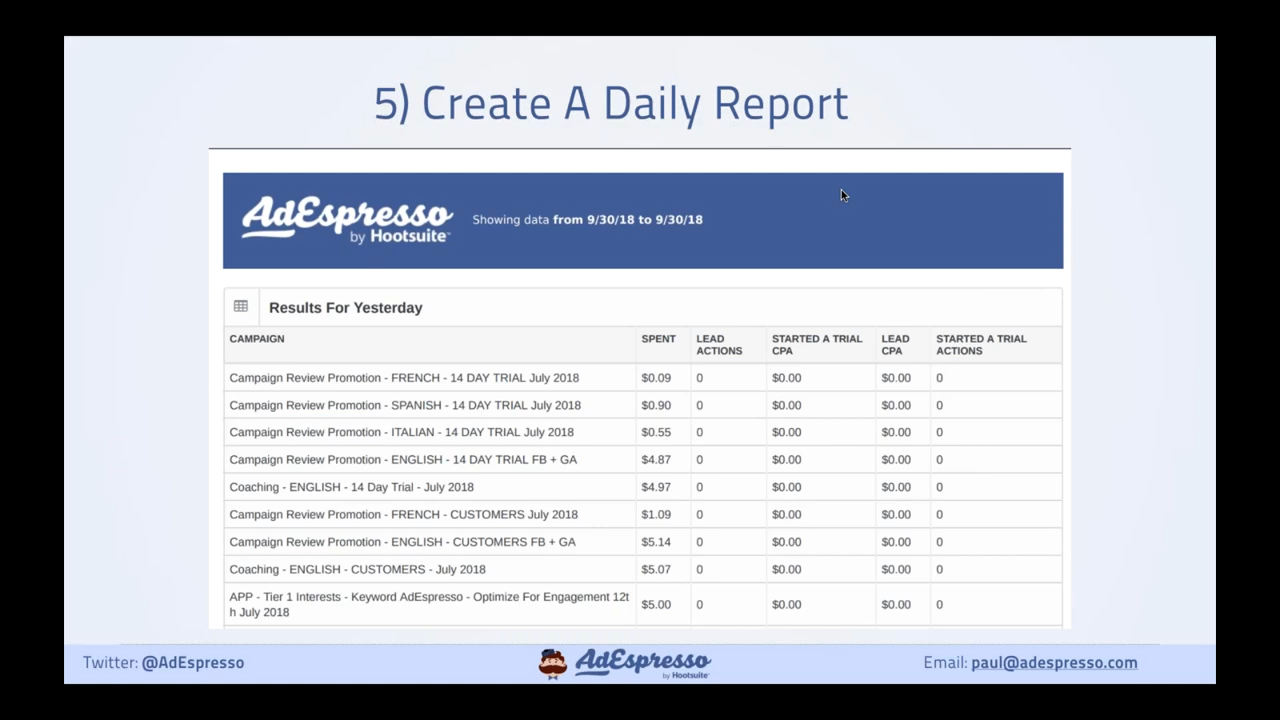 5) Create A Daily Report
AdEspresso
by Hootsuite™
Showing data from 9/30/18 to 9/30/18
Results For Yesterday
CAMPAIGN SPENT LEAD ACTIONS STARTED A TRIAL CPA LEAD CPA STARTED A TRIAL ACTIONS
Campaign Review Promotion - FRENCH - 14 DAY TRIAL July 2018 $0.09 0 $0.00 $0.00 0
Campaign Review Promotion - SPANISH - 14 DAY TRIAL July 2018 $0.90 0 $0.00 $0.00 0
Campaign Review Promotion - ITALIAN - 14 DAY TRIAL July 2018 $0.55 0 $0.00 $0.00 0
Campaign Review Promotion - ENGLISH - 14 DAY TRIAL FB + GA $4.87 0 $0.00 $0.00 0
Coaching - ENGLISH - 14 Day Trial - July 2018 $4.97 0 $0.00 $0.00 0
Campaign Review Promotion - FRENCH - CUSTOMERS July 2018 $1.09 0 $0.00 $0.00 0
Campaign Review Promotion - ENGLISH - CUSTOMERS FB + GA $5.14 0 $0.00 $0.00 0
Coaching - ENGLISH - CUSTOMERS - July 2018 $5.07 0 $0.00 $0.00 0
APP - Tier 1 Interests - Keyword AdEspresso - Optimize For Engagement 12t
h July 2018 $5.00 0 $0.00 $0.00 0
Twitter: @AdEspresso
AdEspresso
by Hootsuite™
Email: paul@adespresso.com